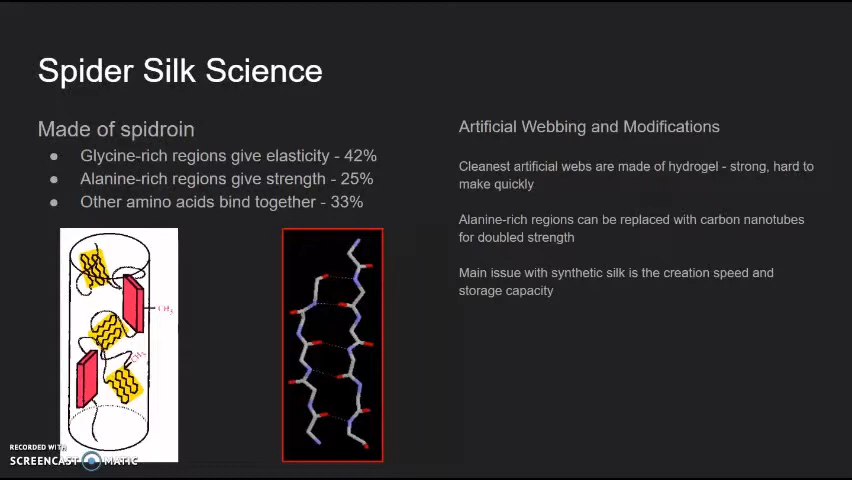 Spider Silk Science
Made of spidroin
● Glycine-rich regions give elasticity - 42%
● Alanine-rich regions give strength - 25%
● Other amino acids bind together - 33%
CH₃
CH₃
Artificial Webbing and Modifications
Cleanest artificial webs are made of hydrogel - strong, hard to
make quickly
Alanine-rich regions can be replaced with carbon nanotubes
for doubled strength
Main issue with synthetic silk is the creation speed and
storage capacity
RECORDED WITH
SCREENCAST MATIC